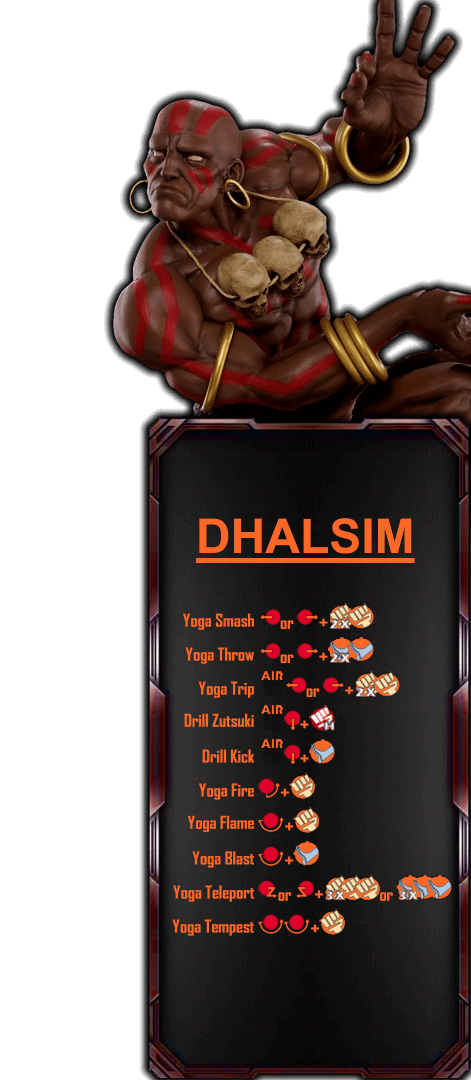 DHALSIM
Yoga Smash or + 2X
Yoga Throw or + 2X
Yoga Trip AIR or + 2X
Drill Zutsuki AIR + H
Drill Kick AIR +
Yoga Fire +
Yoga Flame +
Yoga Blast +
Yoga Teleport or + 3X or 3X
Yoga Tempest +